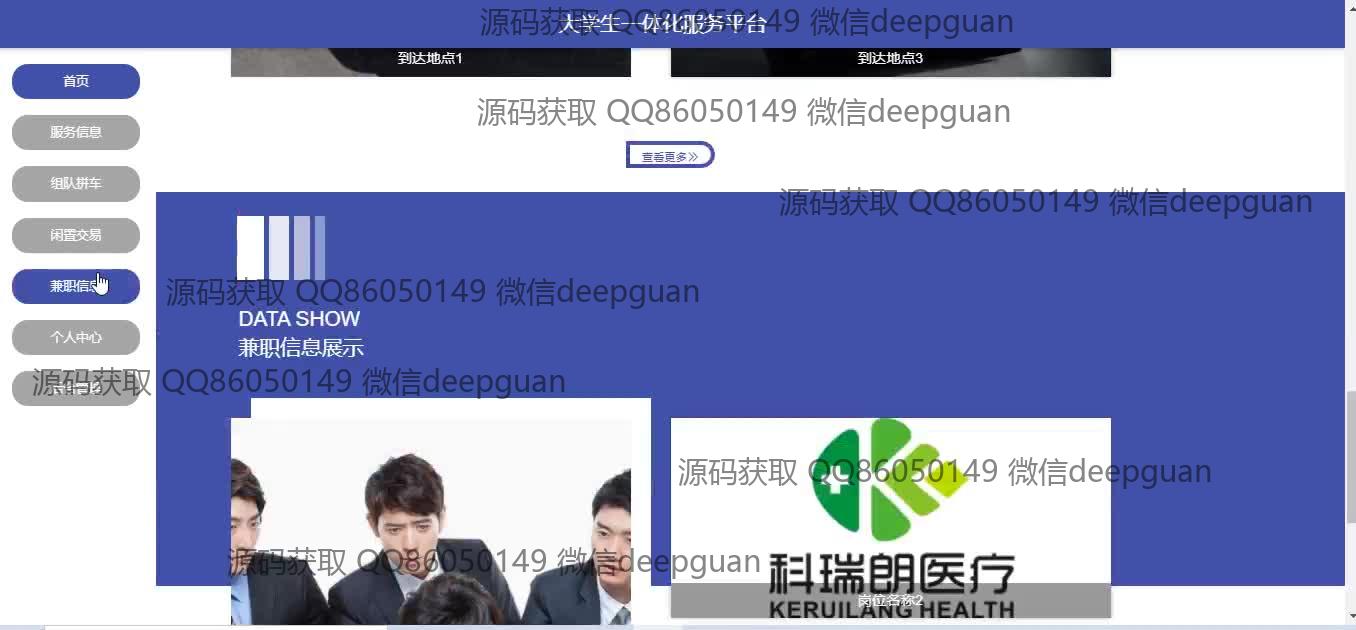 大学生一体化服务平台
源码获取 QQ86050149 微信deepguan
到达地点1
到达地点3
首页
源码获取 QQ86050149 微信deepguan
服务信息
查看更多
组队拼车
源码获取 QQ86050149 微信deepguan
闲置交易
兼职信息
源码获取 QQ86050149 微信deepguan
DATA SHOW
兼职信息展示
个人中心
源码获取 QQ86050149 微信deepguan
源码获取 QQ86050149 微信deepguan
源码获取 QQ86050149 微信deepguan
科瑞朗医疗
岗位名称2
KERUILANG HEALTH